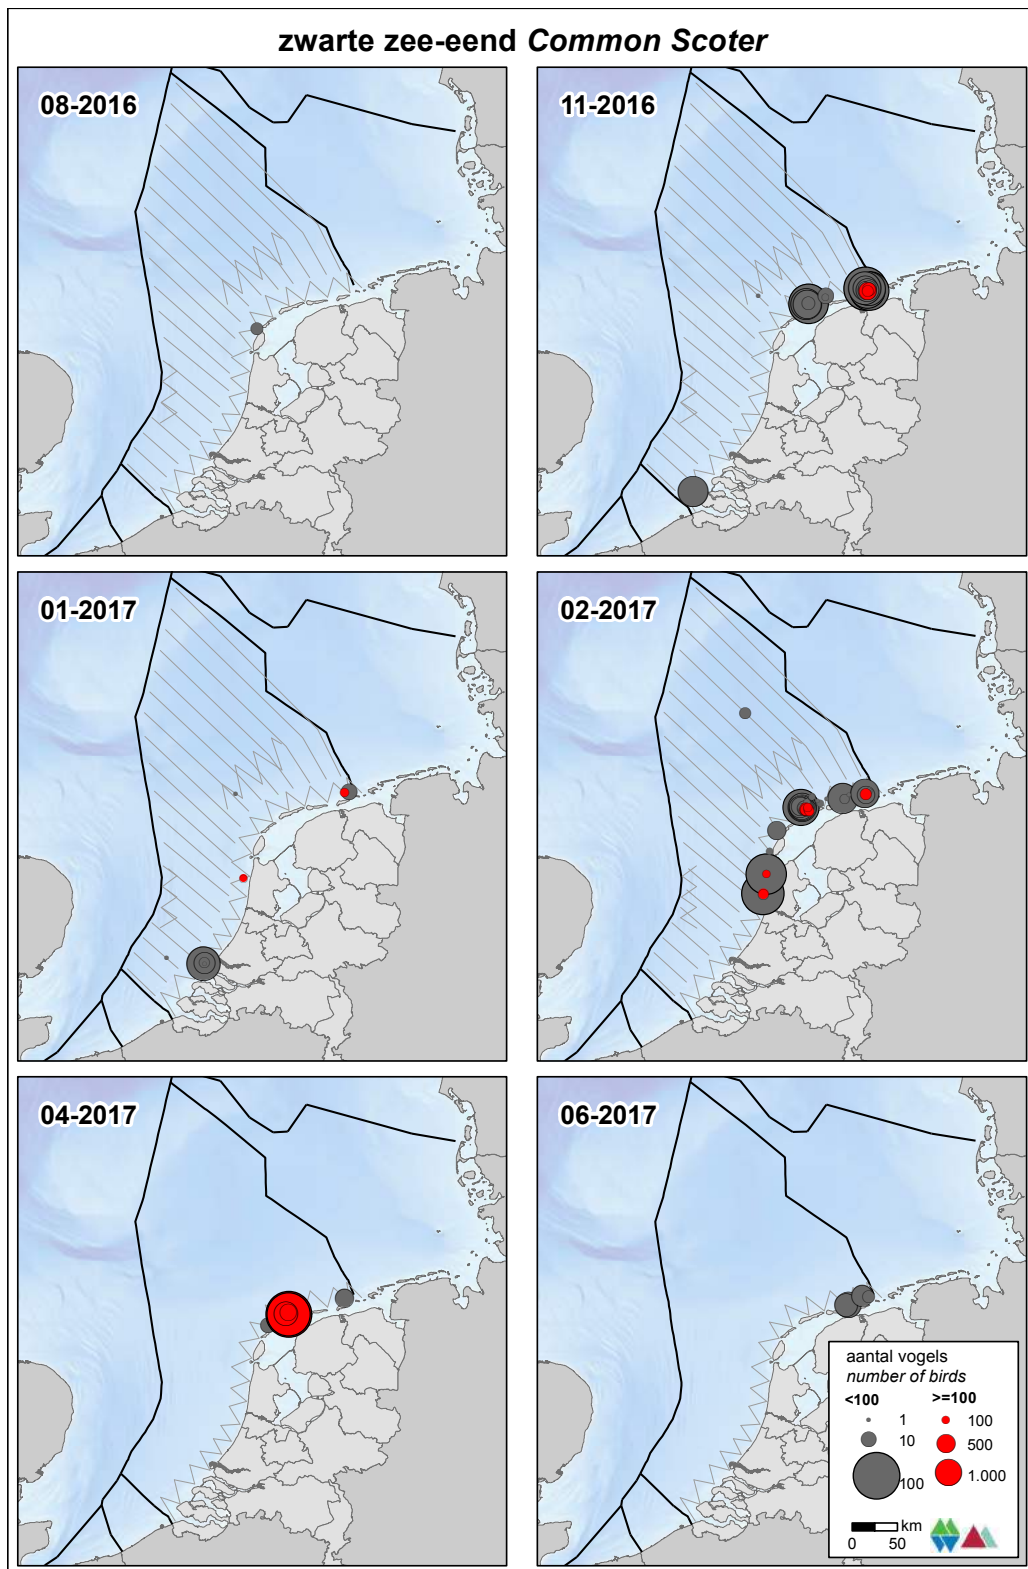 zwarte zee-eend Common Scoter
08-2016
11-2016
01-2017
02-2017
04-2017
06-2017
aantal vogels
number of birds
<100 >=100
1 100
10 500
100 1.000
km
0 50